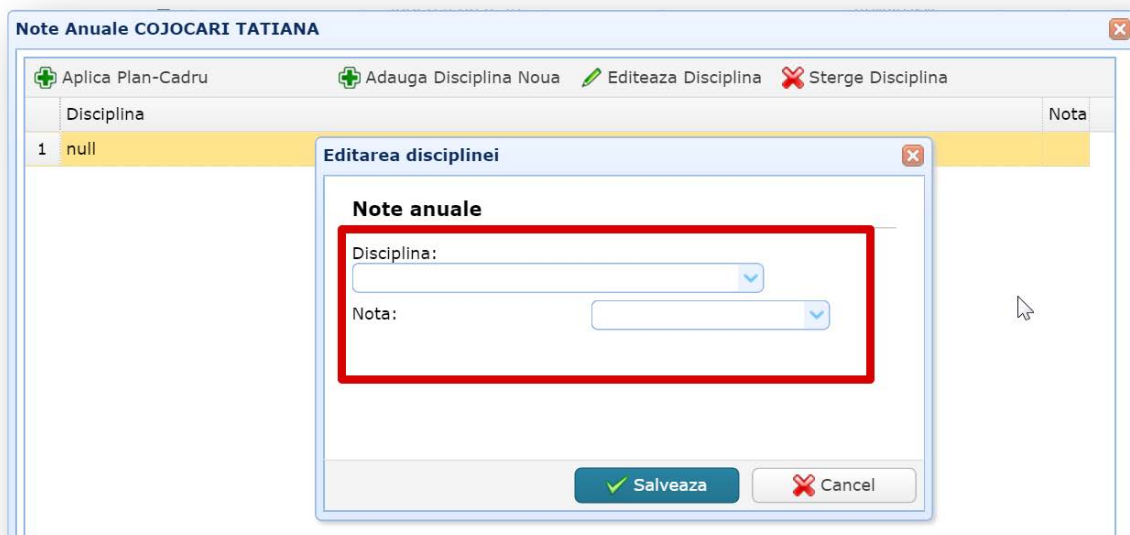 Note Anuale COJOCARI TATIANA
Aplica Plan-Cadru Adauga Disciplina Noua Editeaza Disciplina Sterge Disciplina
Disciplina Nota
1 null
Editarea disciplinei
Note anuale
Disciplina:
Nota:
Salveaza Cancel